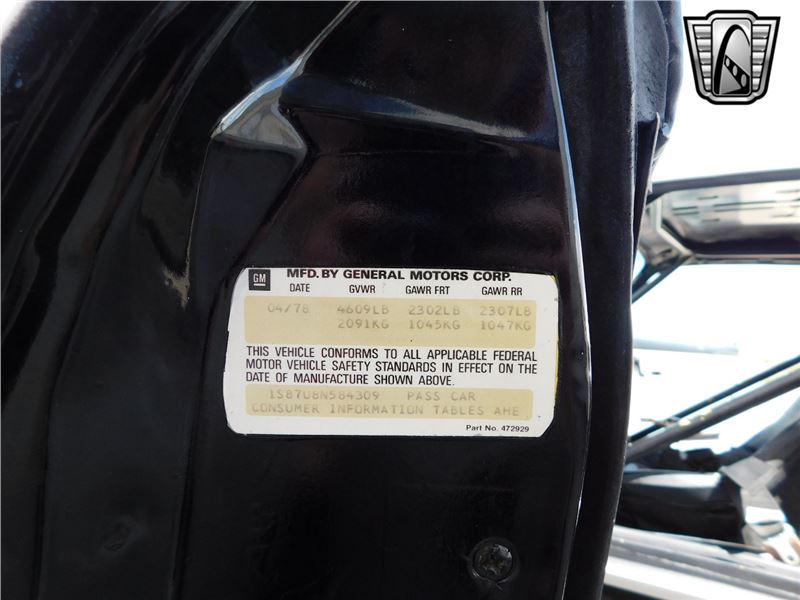 GM
MFD. BY GENERAL MOTORS CORP.
DATE GVWR GAWR FRT GAWR RR
04/78 4609LB 2302LB 2307LB
2091KG 1045KG 1047KG
THIS VEHICLE CONFORMS TO ALL APPLICABLE FEDERAL
MOTOR VEHICLE SAFETY STANDARDS IN EFFECT ON THE
DATE OF MANUFACTURE SHOWN ABOVE.
1S87U8N584309 PASS CAR
CONSUMER INFORMATION TABLES AHE
Part No. 472929